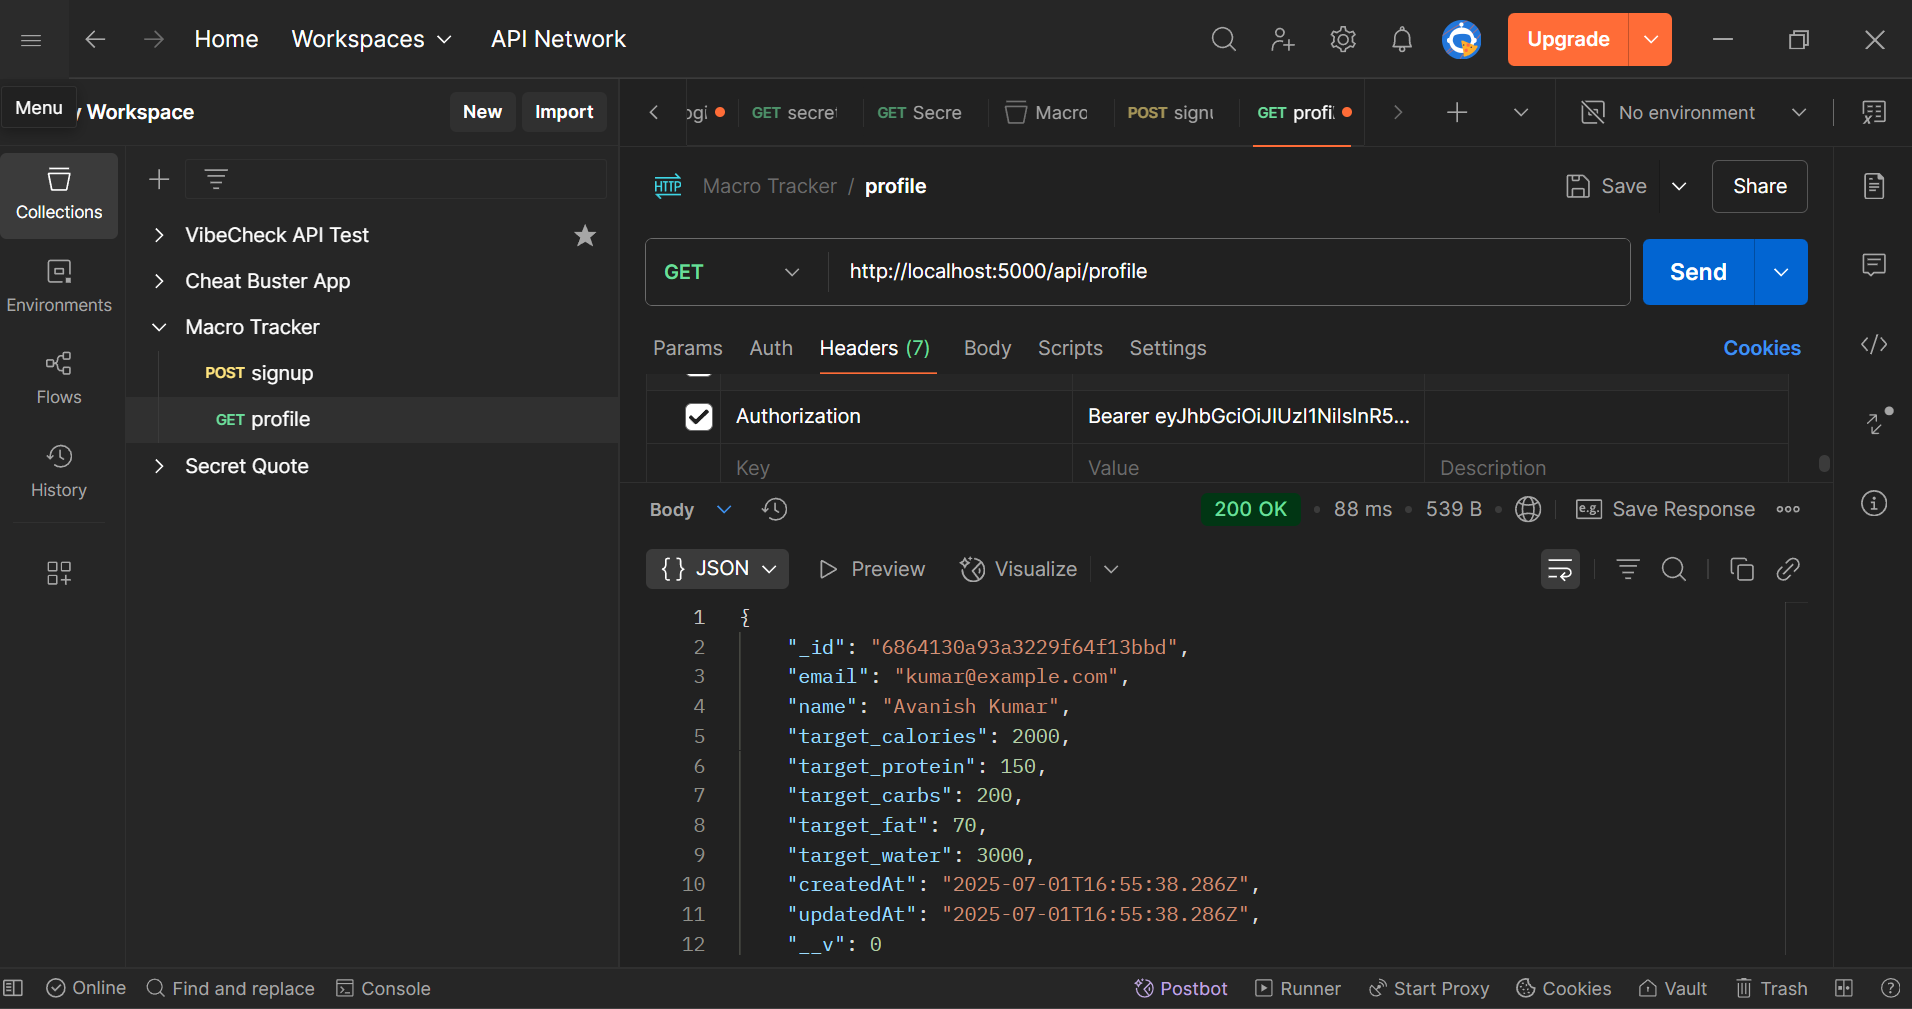 Home Workspaces API Network Upgrade
Menu y Workspace New Import
ogi GET secret GET Secre Macro POST signu GET profi No environment
Collections
Environments
Flows
History
VibeCheck API Test
Cheat Buster App
Macro Tracker
POST signup
GET profile
Secret Quote
HTTP Macro Tracker / profile Save Share
GET http://localhost:5000/api/profile Send
Params Auth Headers (7) Body Scripts Settings Cookies
Authorization Bearer eyJhbGciOiJIUzI1NiIsInR5...
Key Value Description
Body 200 OK • 88 ms • 539 B • e.g. Save Response
{} JSON Preview Visualize
1 {
2 "_id": "6864130a93a3229f64f13bbd",
3 "email": "kumar@example.com",
4 "name": "Avanish Kumar",
5 "target_calories": 2000,
6 "target_protein": 150,
7 "target_carbs": 200,
8 "target_fat": 70,
9 "target_water": 3000,
10 "createdAt": "2025-07-01T16:55:38.286Z",
11 "updatedAt": "2025-07-01T16:55:38.286Z",
12 "__v": 0
Online Find and replace Console Postbot Runner Start Proxy Cookies Vault Trash